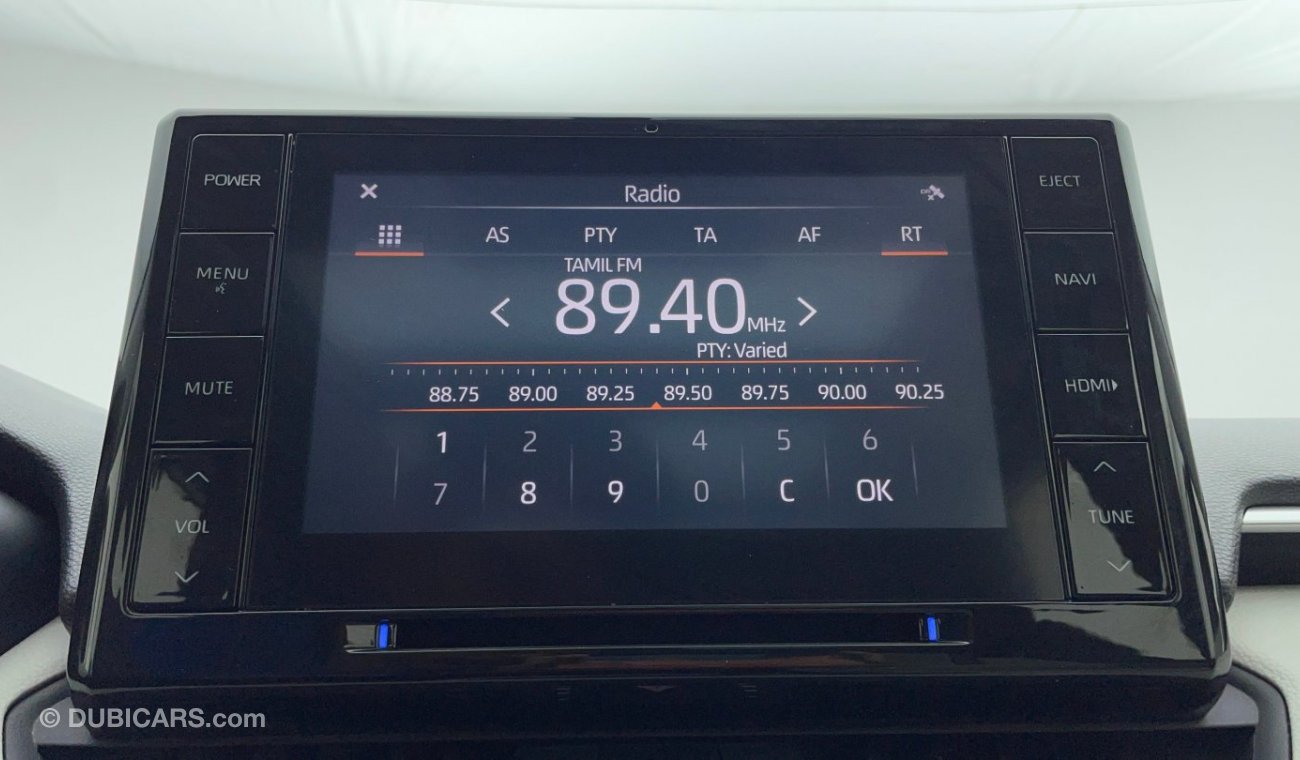 POWER
MENU
MUTE
VOL
Radio
AS PTY TA AF RT
TAMIL FM
89.40 MHz
PTY: Varied
88.75 89.00 89.25 89.50 89.75 90.00 90.25
1 2 3 4 5 6
7 8 9 0 C OK
EJECT
NAVI
HDMI
TUNE
© DUBICARS.com